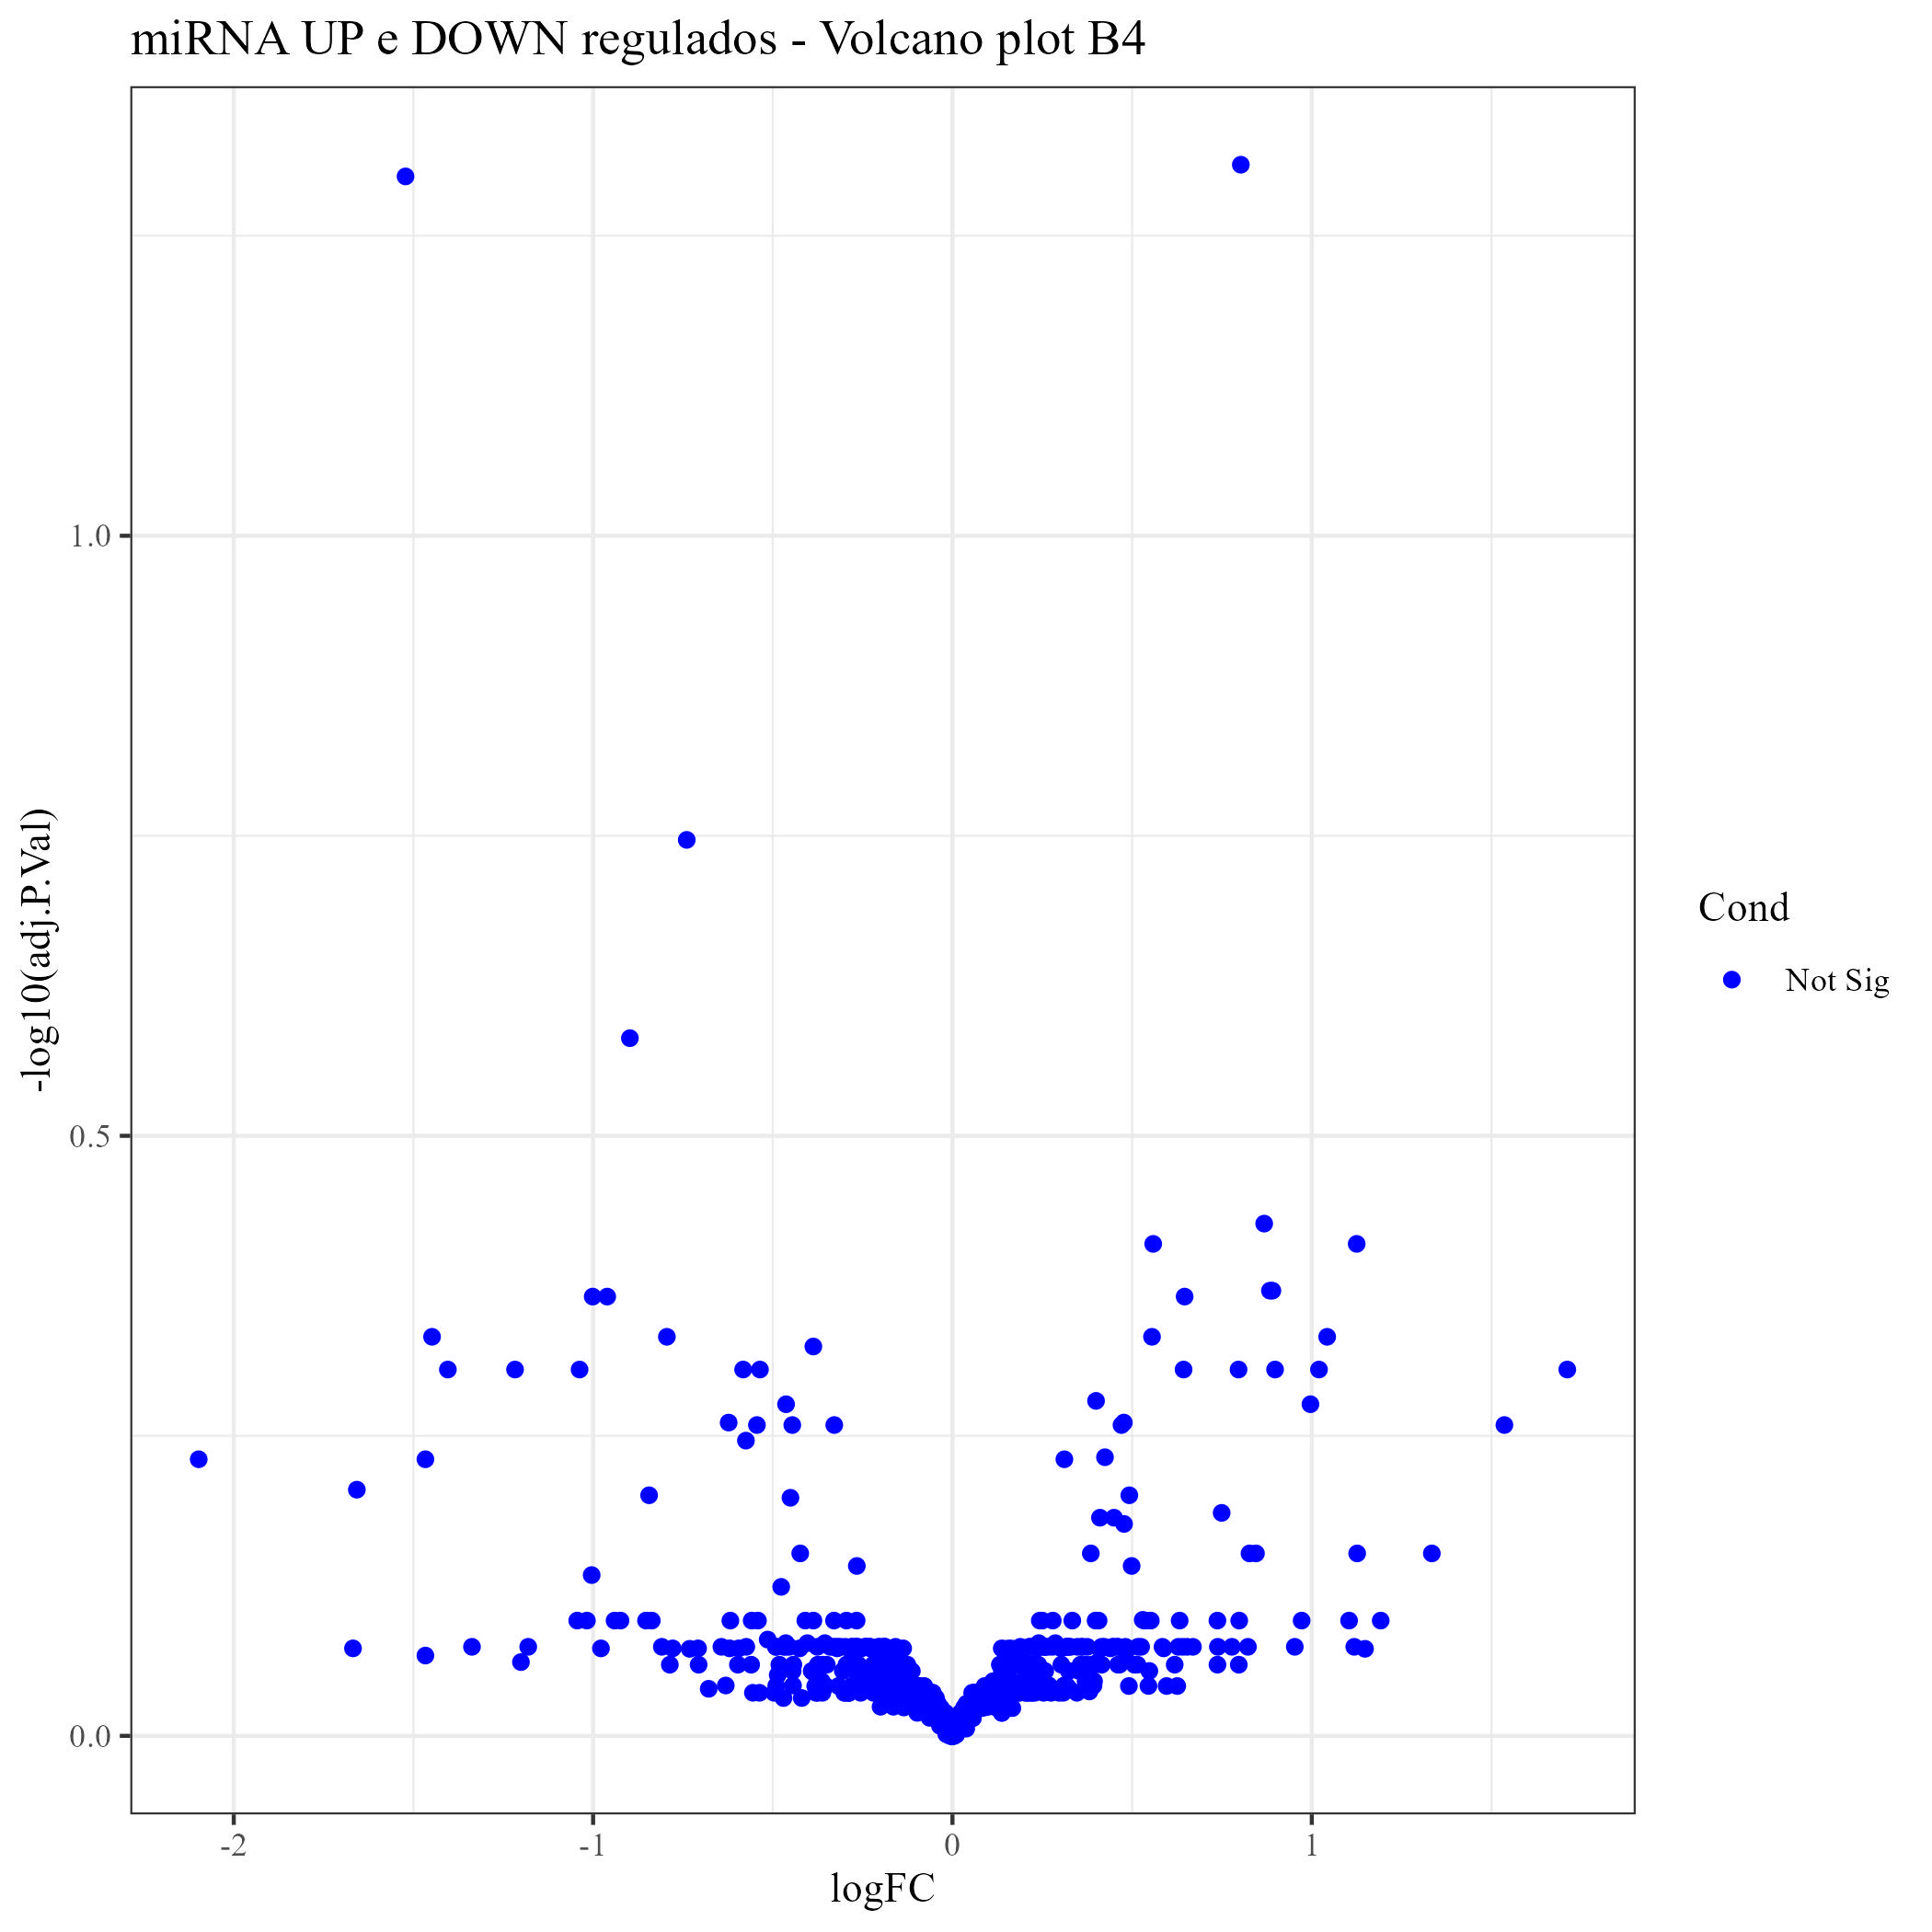 miRNA UP e DOWN regulados - Volcano plot B4
-log10(adj.P.Val)
1.0
0.5
0.0
-2
-1
0
1
logFC
Cond
Not Sig